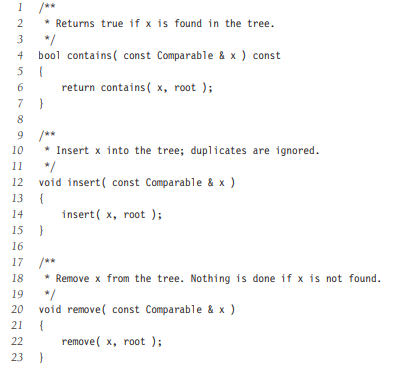 1 /**
2 * Returns true if x is found in the tree.
3 */
4 bool contains( const Comparable & x ) const
5 {
6 return contains( x, root );
7 }
8
9 /**
10 * Insert x into the tree; duplicates are ignored.
11 */
12 void insert( const Comparable & x )
13 {
14 insert( x, root );
15 }
16
17 /**
18 * Remove x from the tree. Nothing is done if x is not found.
19 */
20 void remove( const Comparable & x )
21 {
22 remove( x, root );
23 }